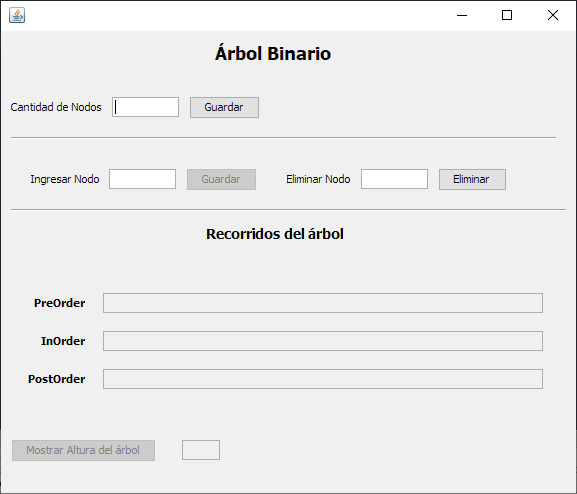 Árbol Binario
Cantidad de Nodos Guardar
Ingresar Nodo Guardar Eliminar Nodo Eliminar
Recorridos del árbol
PreOrder
InOrder
PostOrder
Mostrar Altura del árbol